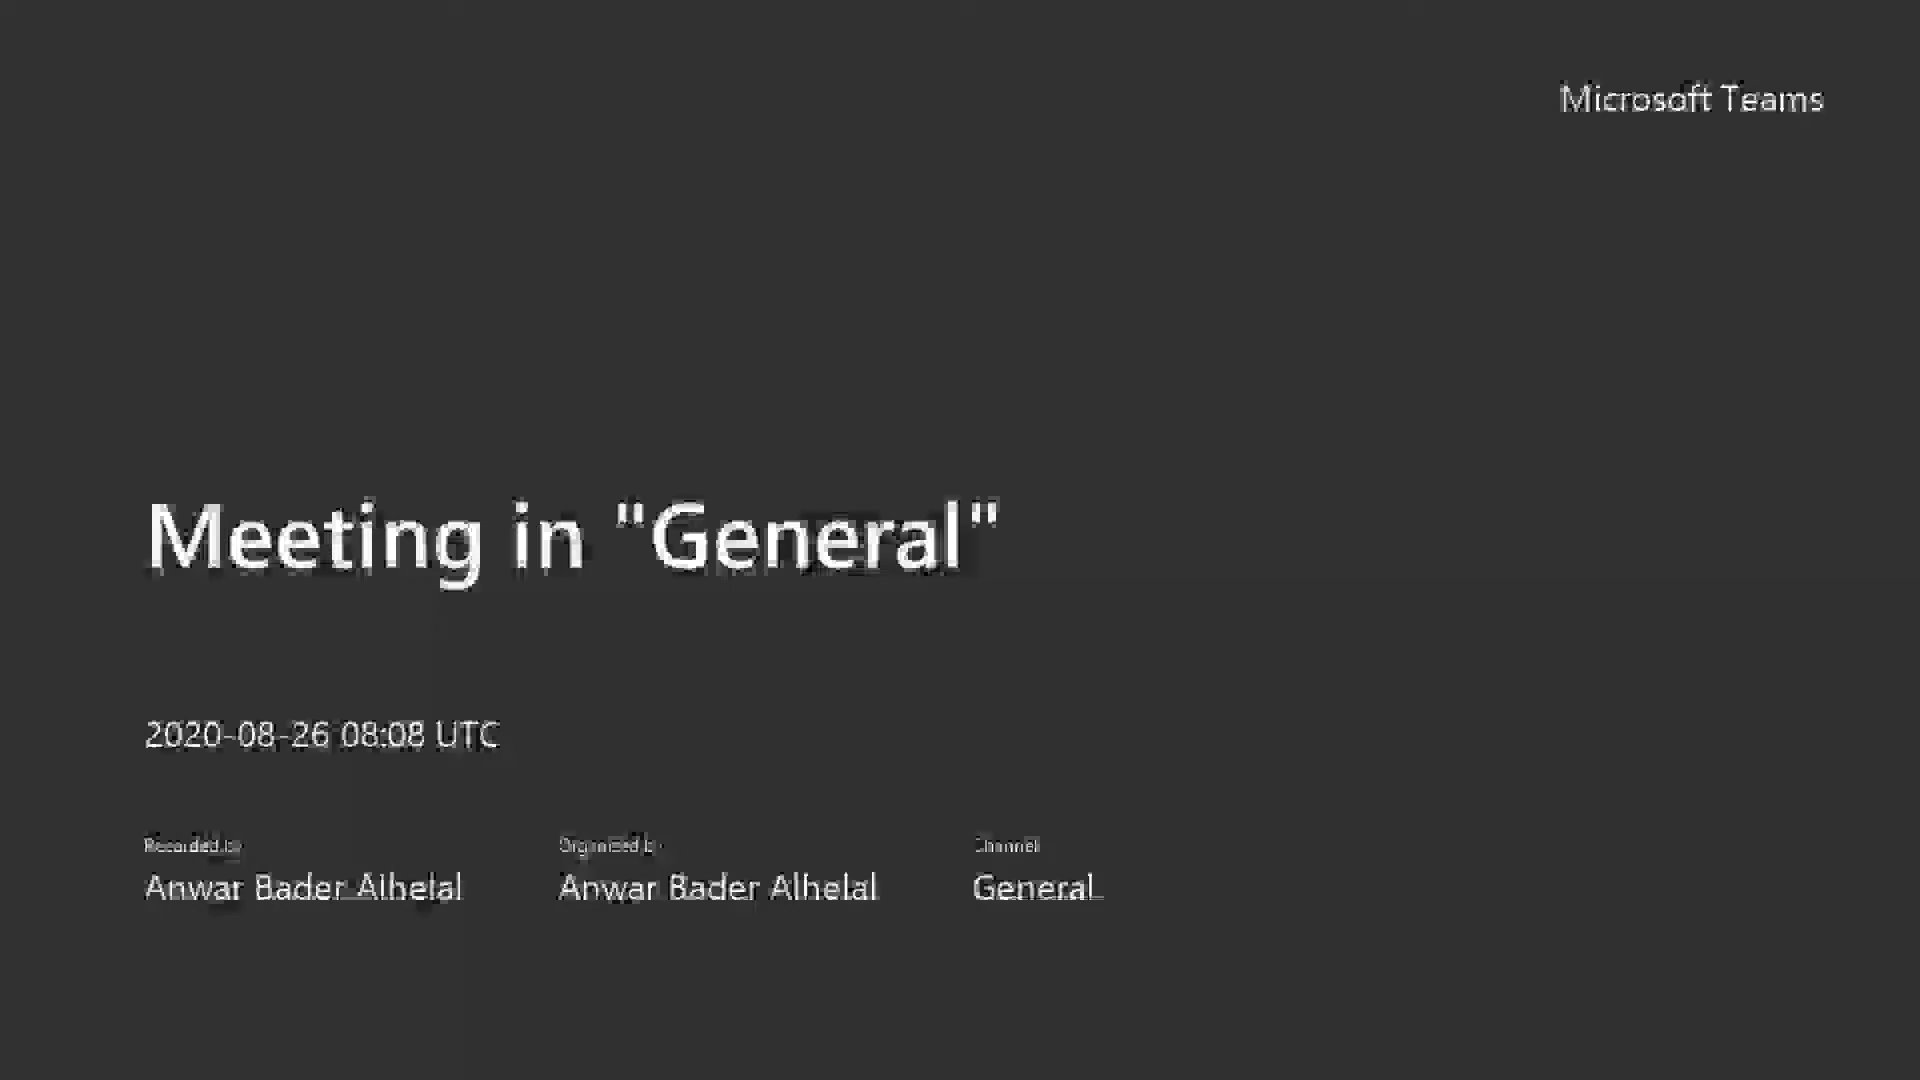 Microsoft Teams
Meeting in "General"
2020-08-26 08:08 UTC
Recorded by Organized by Channel
Anwar Bader Alhelal Anwar Bader Alhelal General